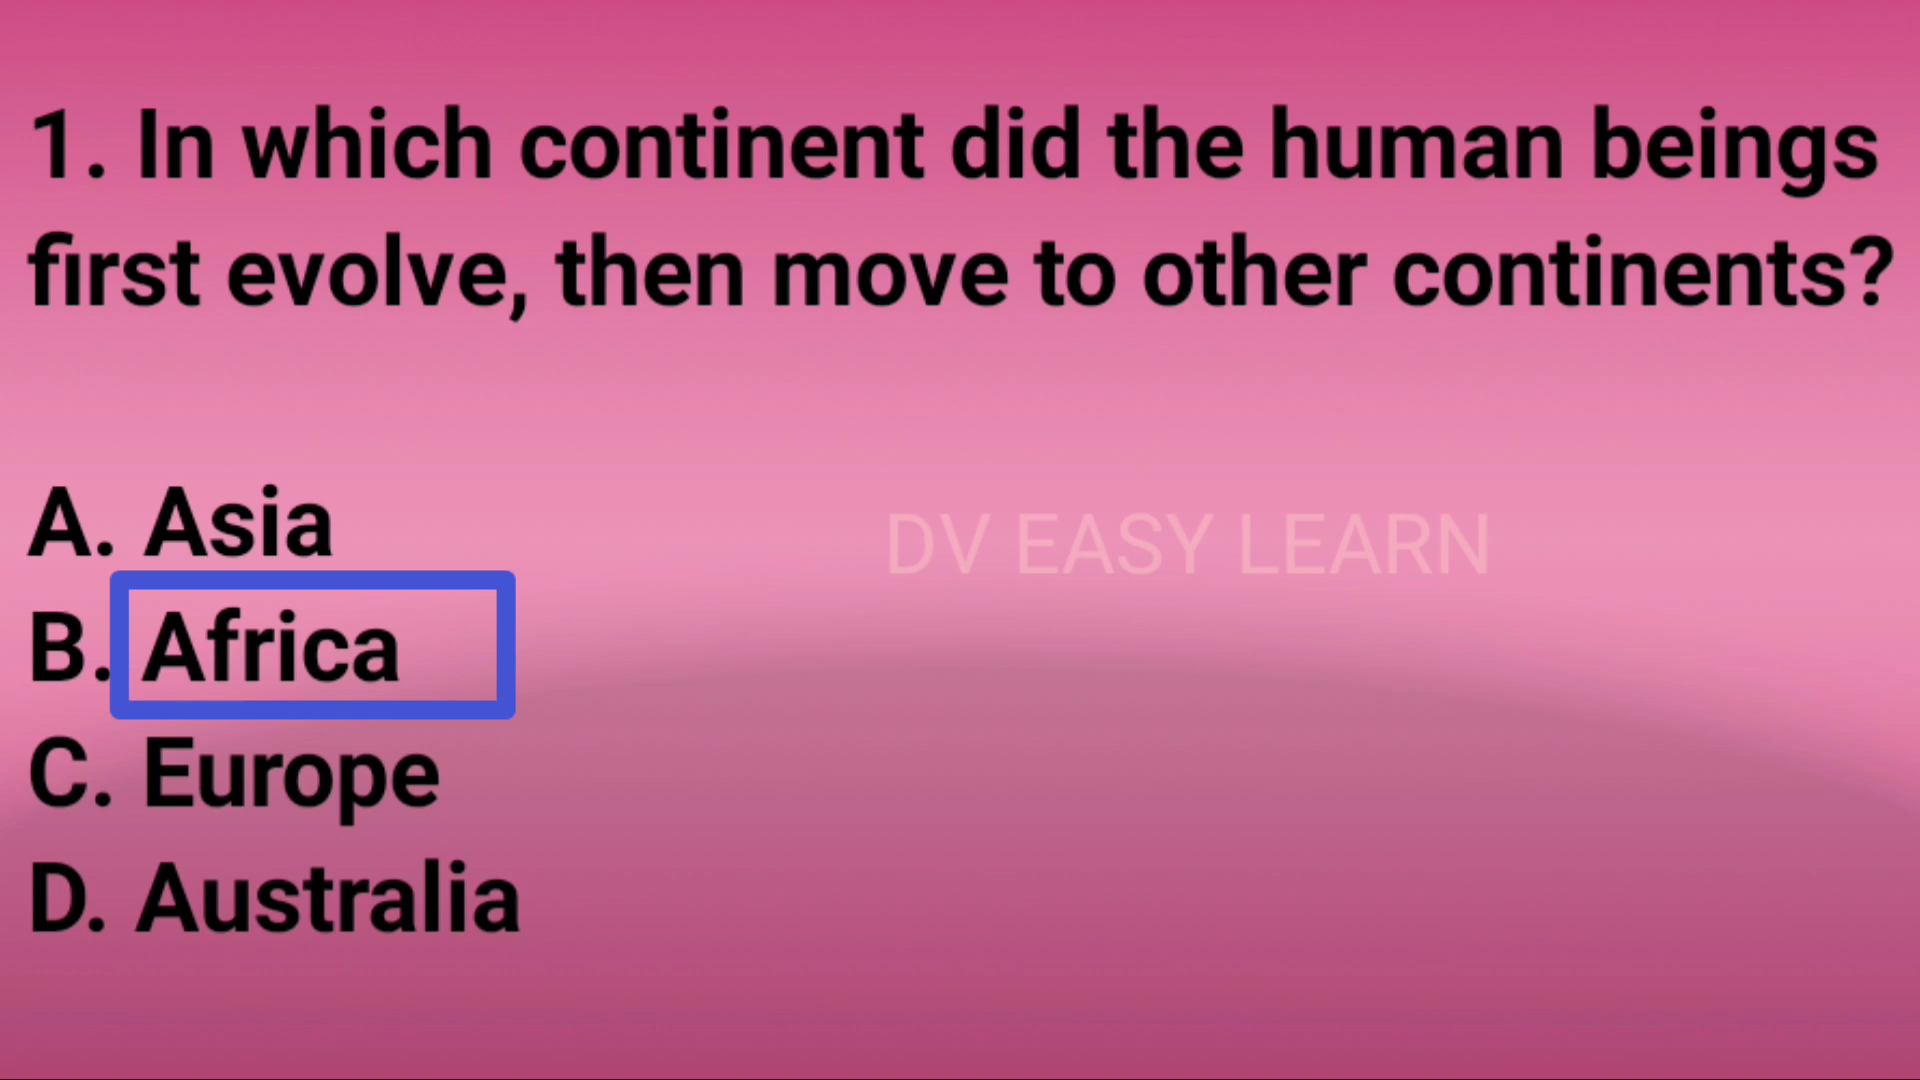 1. In which continent did the human beings
first evolve, then move to other continents?
A. Asia
DV EASY LEARN
B. Africa
C. Europe
D. Australia